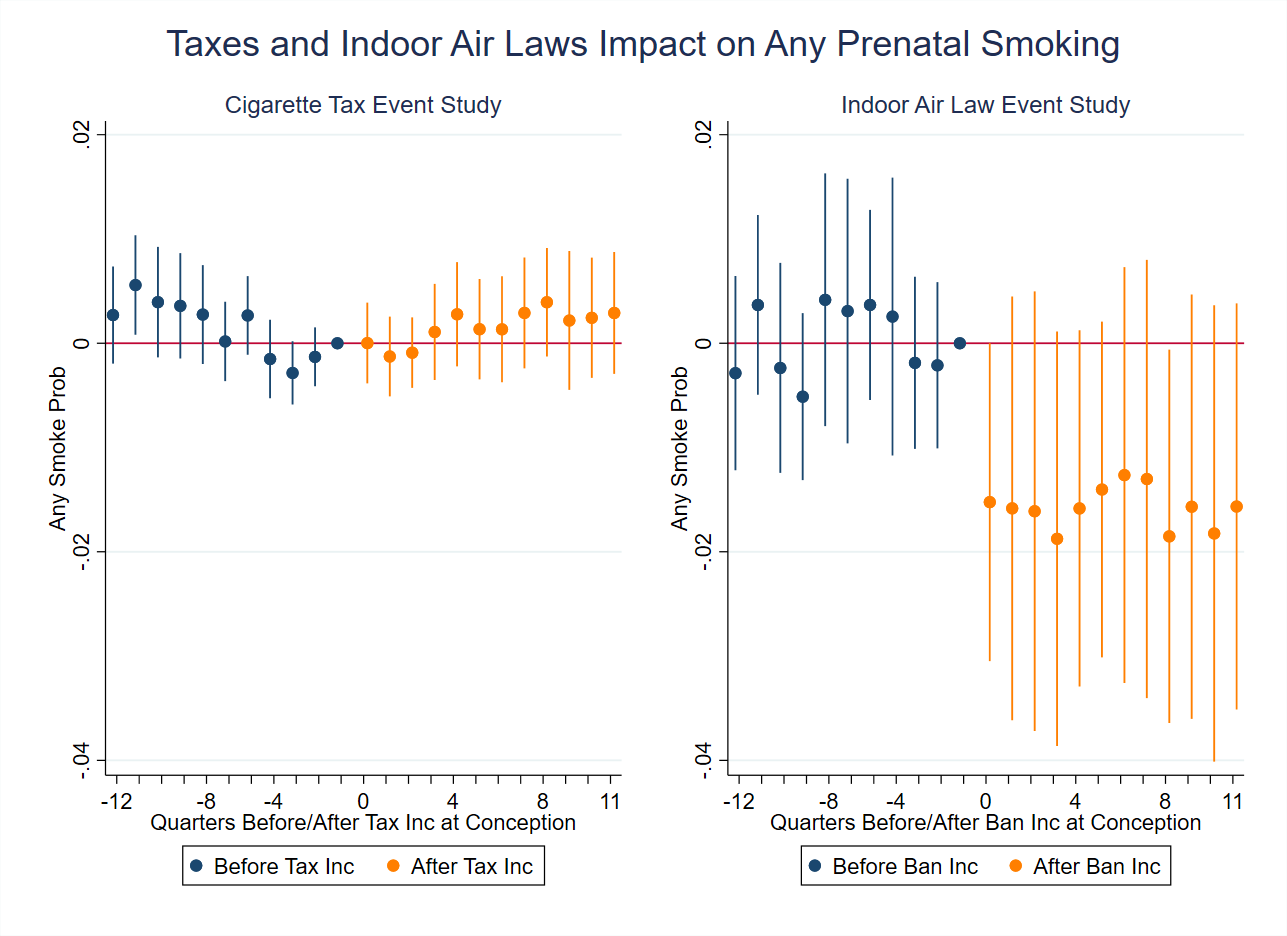 Taxes and Indoor Air Laws Impact on Any Prenatal Smoking
Cigarette Tax Event Study
.02
0
-.02
-.04
Any Smoke Prob
-12 -8 -4 0 4 8 11
Quarters Before/After Tax Inc at Conception
Before Tax Inc After Tax Inc
Indoor Air Law Event Study
.02
0
-.02
-.04
Any Smoke Prob
-12 -8 -4 0 4 8 11
Quarters Before/After Ban Inc at Conception
Before Ban Inc After Ban Inc